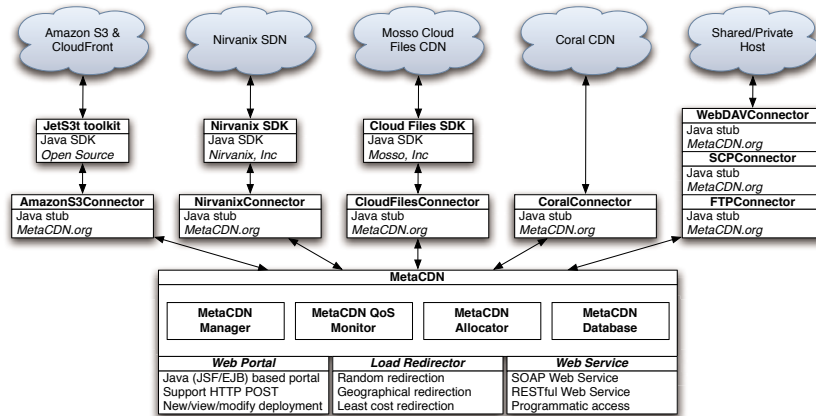 Amazon S3 &
CloudFront
Nirvanix SDN
Mosso Cloud
Files CDN
Coral CDN
Shared/Private
Host
JetS3t toolkit
Java SDK
Open Source
Nirvanix SDK
Java SDK
Nirvanix, Inc
Cloud Files SDK
Java SDK
Mosso, Inc
WebDAVConnector
Java stub
MetaCDN.org
SCPConnector
Java stub
MetaCDN.org
FTPConnector
Java stub
MetaCDN.org
AmazonS3Connector
Java stub
MetaCDN.org
NirvanixConnector
Java stub
MetaCDN.org
CloudFilesConnector
Java stub
MetaCDN.org
CoralConnector
Java stub
MetaCDN.org
MetaCDN
MetaCDN
Manager
MetaCDN QoS
Monitor
MetaCDN
Allocator
MetaCDN
Database
Web Portal
Java (JSF/EJB) based portal
Support HTTP POST
New/view/modify deployment
Load Redirector
Random redirection
Geographical redirection
Least cost redirection
Web Service
SOAP Web Service
RESTful Web Service
Programmatic access